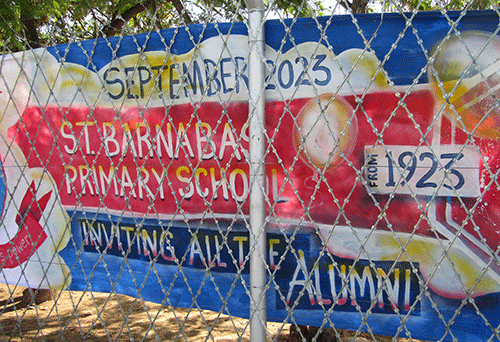 SEPTEMBER 2023
ST. BARNABAS
PRIMARY SCHOOL
FROM 1923
INVITING ALL THE ALUMNI